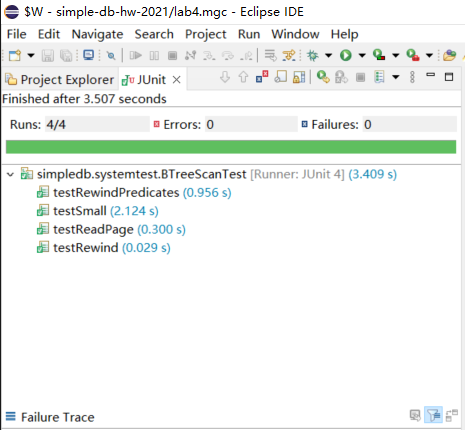 $W - simple-db-hw-2021/lab4.mgc - Eclipse IDE
File Edit Navigate Search Project Run Window Help
Project Explorer JUnit
Finished after 3.507 seconds
Runs: 4/4 Errors: 0 Failures: 0
simpledb.systemtest.BTreeScanTest [Runner: JUnit 4] (3.409 s)
testRewindPredicates (0.956 s)
testSmall (2.124 s)
testReadPage (0.300 s)
testRewind (0.029 s)
Failure Trace